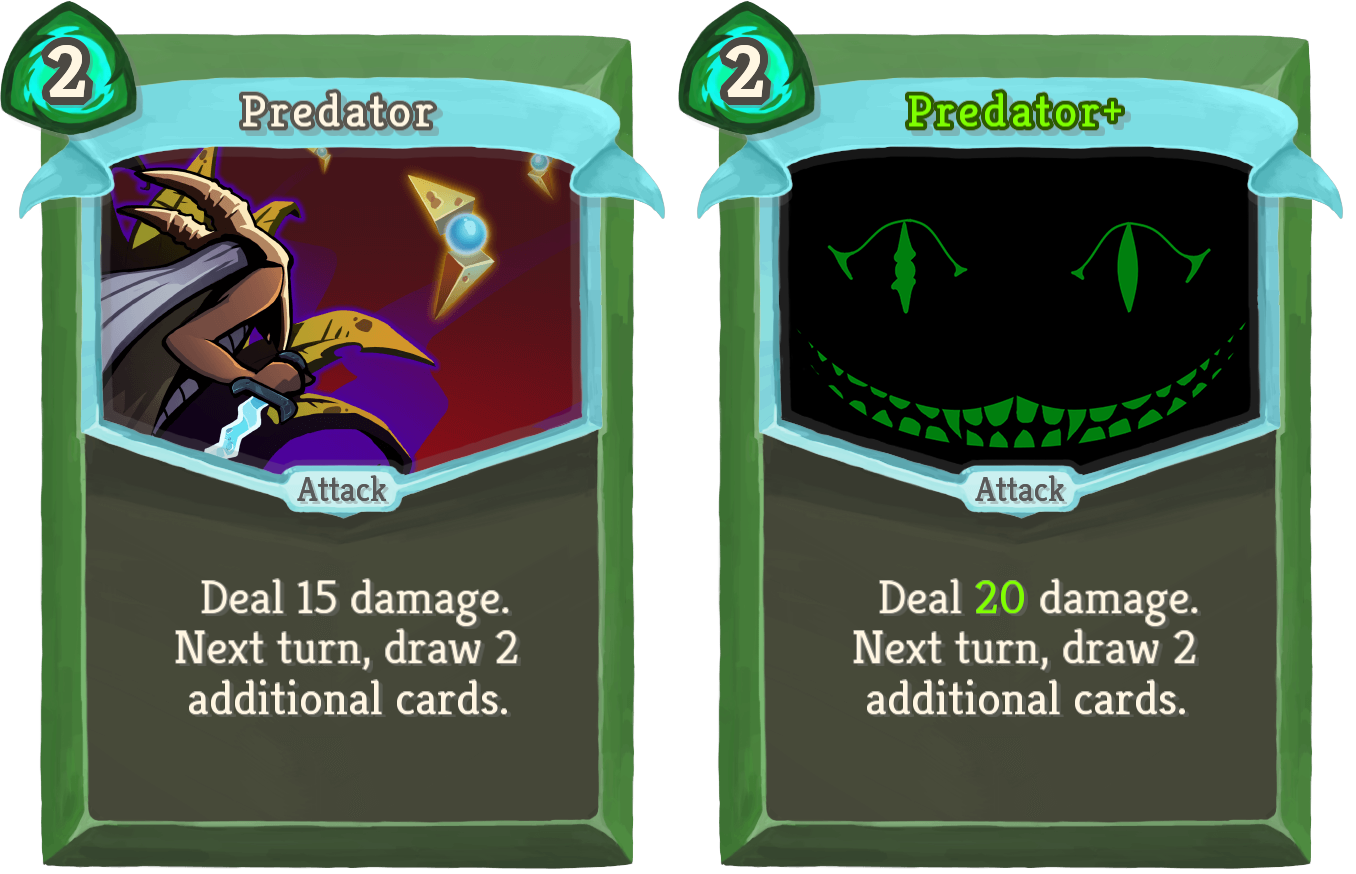 2
Predator
Attack
Deal 15 damage.
Next turn, draw 2
additional cards.
2
Predator+
Attack
Deal 20 damage.
Next turn, draw 2
additional cards.